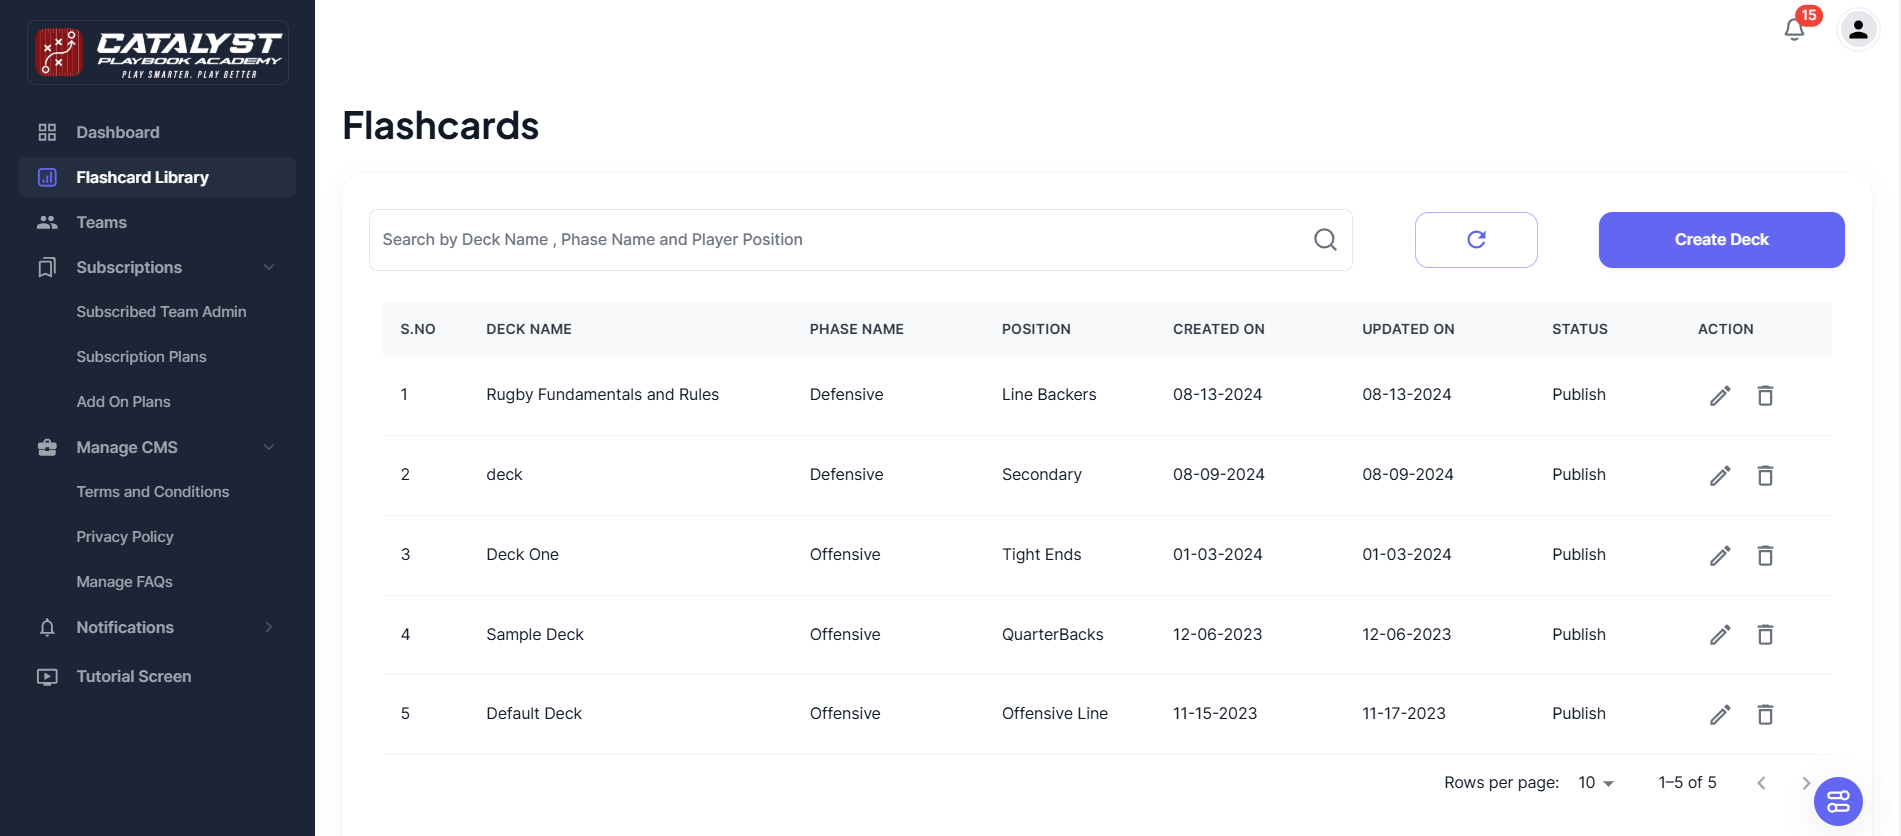 CATALYST
PLAYBOOK ACADEMY
PLAY SMARTER. PLAY BETTER
15
Dashboard
Flashcard Library
Teams
Subscriptions
Subscribed Team Admin
Subscription Plans
Add On Plans
Manage CMS
Terms and Conditions
Privacy Policy
Manage FAQs
Notifications
Tutorial Screen
Flashcards
Search by Deck Name , Phase Name and Player Position
Create Deck
S.NO DECK NAME PHASE NAME POSITION CREATED ON UPDATED ON STATUS ACTION
1 Rugby Fundamentals and Rules Defensive Line Backers 08-13-2024 08-13-2024 Publish
2 deck Defensive Secondary 08-09-2024 08-09-2024 Publish
3 Deck One Offensive Tight Ends 01-03-2024 01-03-2024 Publish
4 Sample Deck Offensive QuarterBacks 12-06-2023 12-06-2023 Publish
5 Default Deck Offensive Offensive Line 11-15-2023 11-17-2023 Publish
Rows per page: 10 1–5 of 5